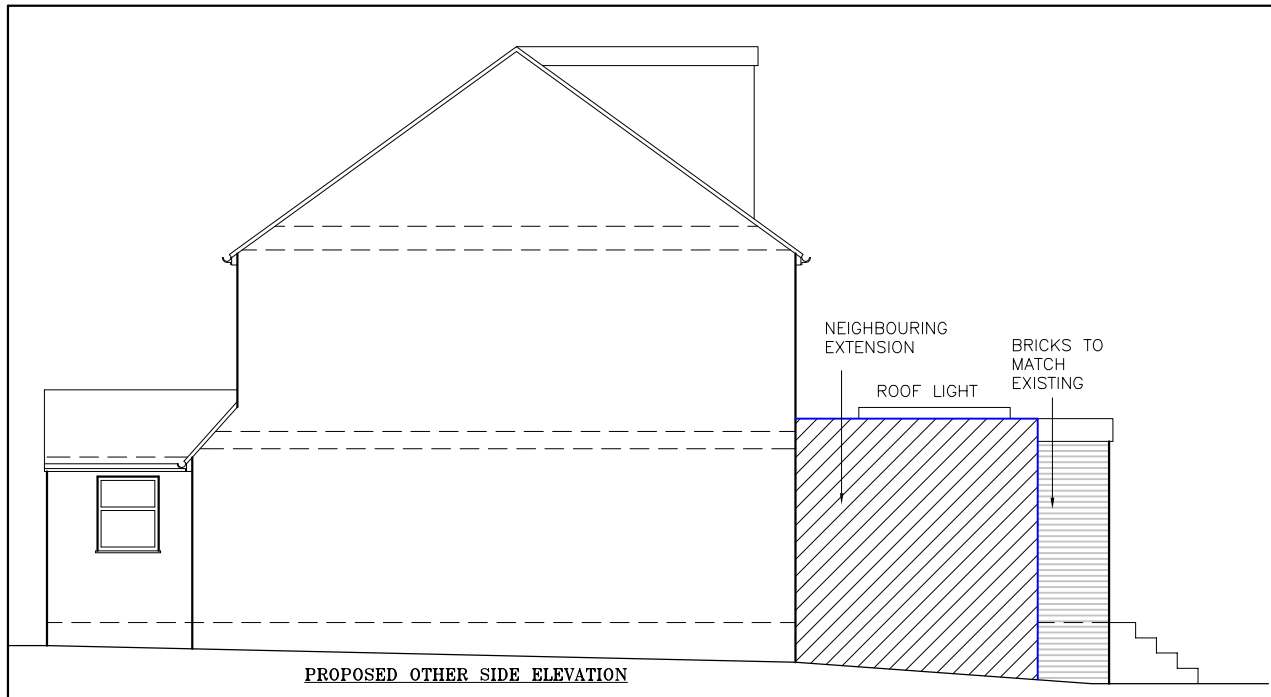 NEIGHBOURING
EXTENSION
BRICKS TO
MATCH
EXISTING
ROOF LIGHT
PROPOSED OTHER SIDE ELEVATION